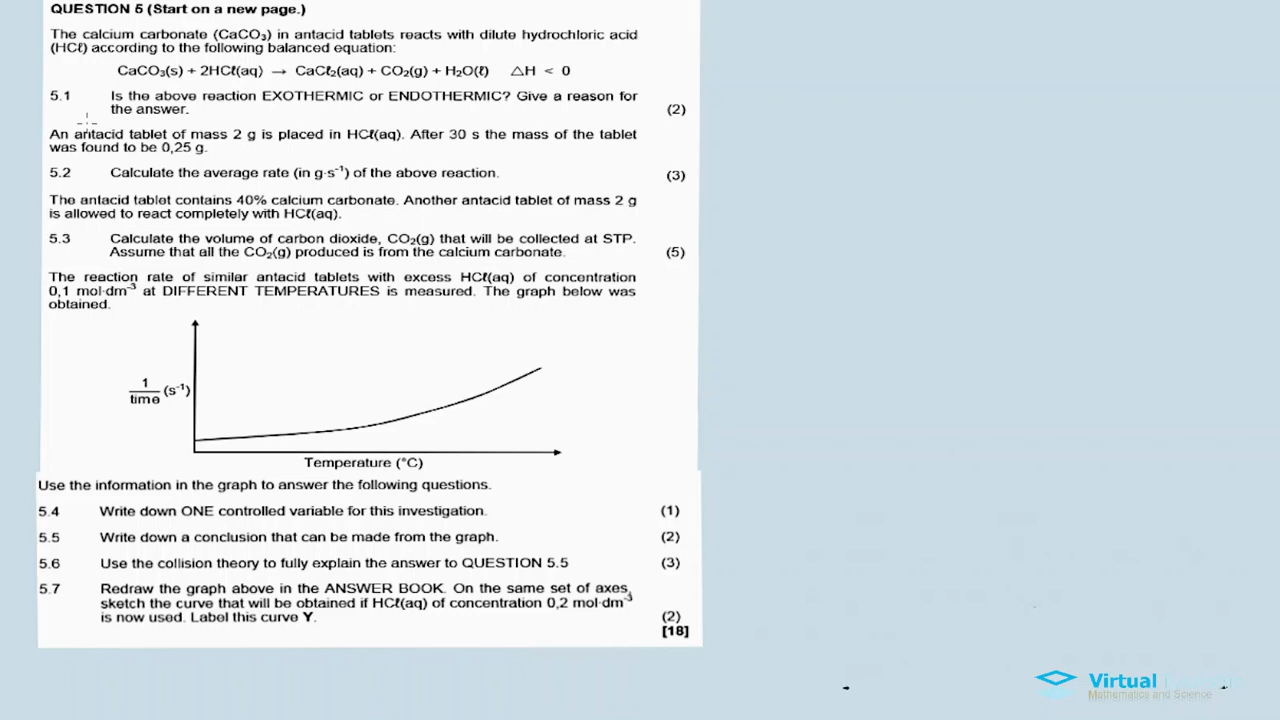 QUESTION 5 (Start on a new page.)
The calcium carbonate (CaCO₃) in antacid tablets reacts with dilute hydrochloric acid
(HCℓ) according to the following balanced equation:
CaCO₃(s) + 2HCℓ(aq) → CaCℓ₂(aq) + CO₂(g) + H₂O(ℓ) △H < 0
5.1 Is the above reaction EXOTHERMIC or ENDOTHERMIC? Give a reason for
the answer. (2)
An antacid tablet of mass 2 g is placed in HCℓ(aq). After 30 s the mass of the tablet
was found to be 0,25 g.
5.2 Calculate the average rate (in g·s⁻¹) of the above reaction. (3)
The antacid tablet contains 40% calcium carbonate. Another antacid tablet of mass 2 g
is allowed to react completely with HCℓ(aq).
5.3 Calculate the volume of carbon dioxide, CO₂(g) that will be collected at STP.
Assume that all the CO₂(g) produced is from the calcium carbonate. (5)
The reaction rate of similar antacid tablets with excess HCℓ(aq) of concentration
0,1 mol·dm⁻³ at DIFFERENT TEMPERATURES is measured. The graph below was
obtained.
1
time (s⁻¹)
Temperature (°C)
Use the information in the graph to answer the following questions.
5.4 Write down ONE controlled variable for this investigation. (1)
5.5 Write down a conclusion that can be made from the graph. (2)
5.6 Use the collision theory to fully explain the answer to QUESTION 5.5 (3)
5.7 Redraw the graph above in the ANSWER BOOK. On the same set of axes,
sketch the curve that will be obtained if HCℓ(aq) of concentration 0,2 mol·dm⁻³
is now used. Label this curve Y. (2)
[18]
Virtual
Mathematics and Science